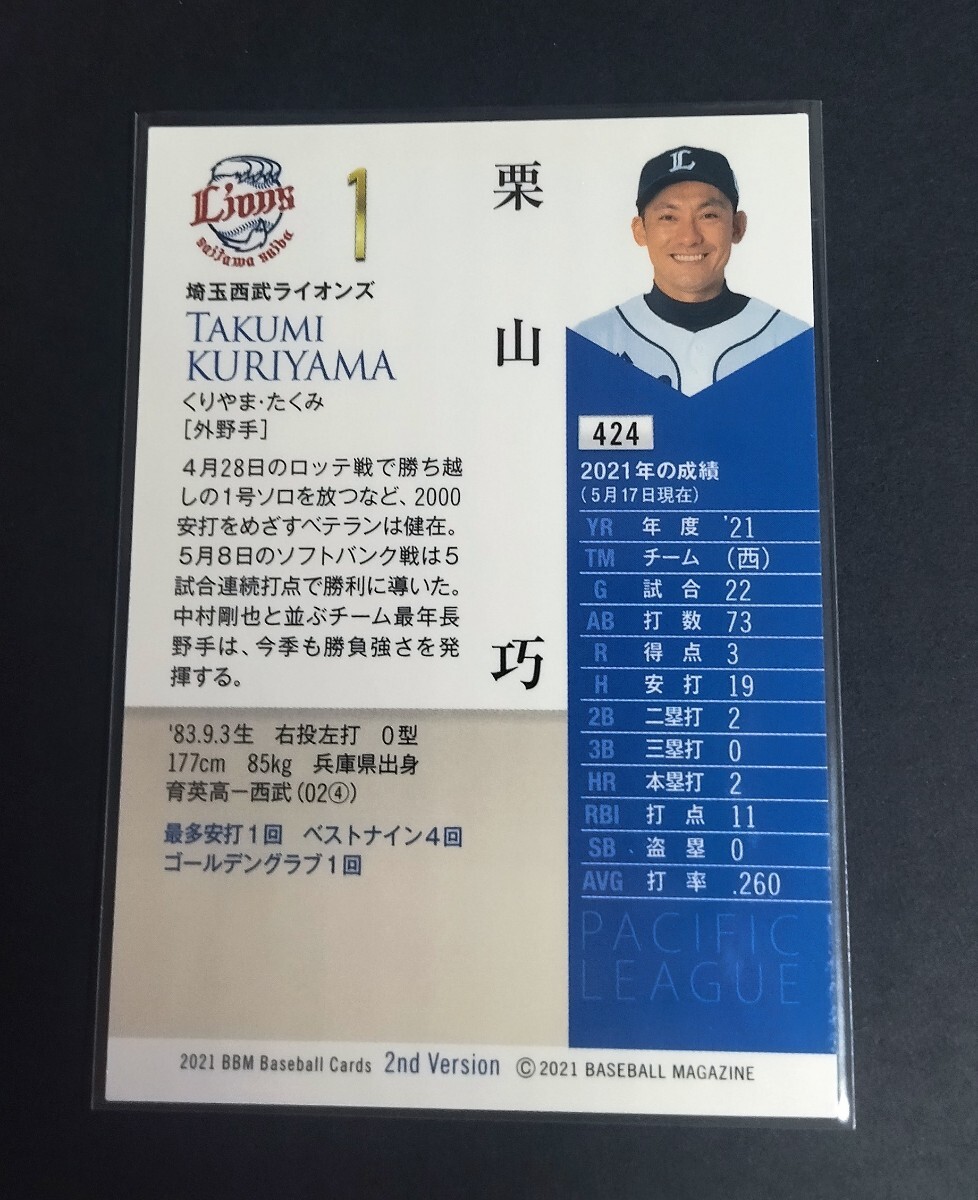 Lions
saitama seibu
1
埼玉西武ライオンズ
TAKUMI
KURIYAMA
くりやま・たくみ
[外野手]
4月28日のロッテ戦で勝ち越
しの1号ソロを放つなど、2000
安打をめざすベテランは健在。
5月8日のソフトバンク戦は5
試合連続打点で勝利に導いた。
中村剛也と並ぶチーム最年長
野手は、今季も勝負強さを発
揮する。
栗山巧
'83.9.3生 右投左打 O型
177cm 85kg 兵庫県出身
育英高ー西武(02④)
最多安打1回 ベストナイン4回
ゴールデングラブ1回
L
424
2021年の成績
(5月17日現在)
YR 年度 '21
TM チーム (西)
G 試合 22
AB 打数 73
R 得点 3
H 安打 19
2B 二塁打 2
3B 三塁打 0
HR 本塁打 2
RBI 打点 11
SB 盗塁 0
AVG 打率 .260
PACIFIC
LEAGUE
2021 BBM Baseball Cards 2nd Version ©2021 BASEBALL MAGAZINE